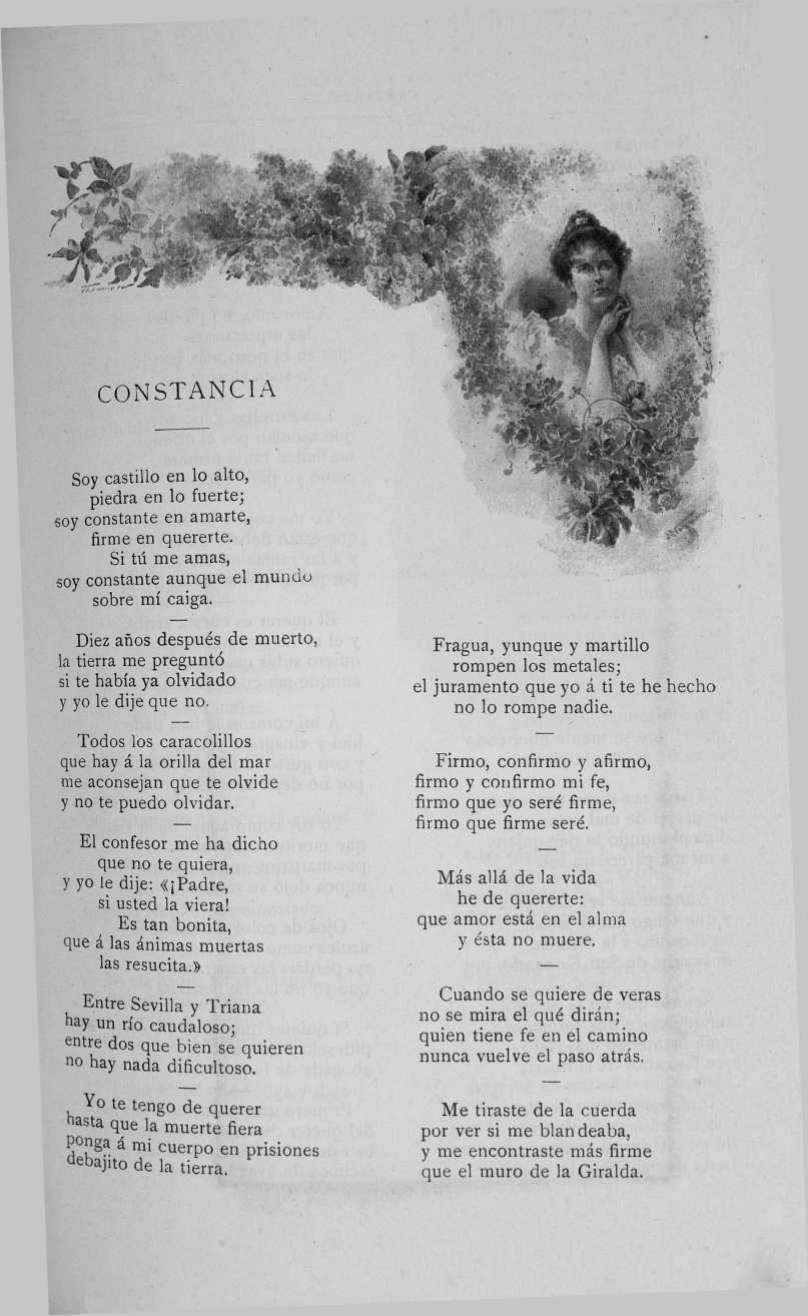 CONSTANCIA
Soy castillo en lo alto,
piedra en lo fuerte;
soy constante en amarte,
firme en quererte.
Si tú me amas,
soy constante aunque el mundo
sobre mí caiga.
—
Diez años después de muerto,
la tierra me preguntó
si te había ya olvidado
y yo le dije que no.
—
Todos los caracolillos
que hay á la orilla del mar
me aconsejan que te olvide
y no te puedo olvidar.
—
El confesor me ha dicho
que no te quiera,
y yo le dije: «¡Padre,
si usted la viera!
Es tan bonita,
que á las ánimas muertas
las resucita.»
—
Entre Sevilla y Triana
hay un río caudaloso;
entre dos que bien se quieren
no hay nada dificultoso.
—
Yo te tengo de querer
hasta que la muerte fiera
ponga á mi cuerpo en prisiones
debajito de la tierra.
Fragua, yunque y martillo
rompen los metales;
el juramento que yo á ti te he hecho
no lo rompe nadie.
—
Firmo, confirmo y afirmo,
firmo y confirmo mi fe,
firmo que yo seré firme,
firmo que firme seré.
—
Más allá de la vida
he de quererte:
que amor está en el alma
y ésta no muere.
—
Cuando se quiere de veras
no se mira el qué dirán;
quien tiene fe en el camino
nunca vuelve el paso atrás.
—
Me tiraste de la cuerda
por ver si me blandeaba,
y me encontraste más firme
que el muro de la Giralda.